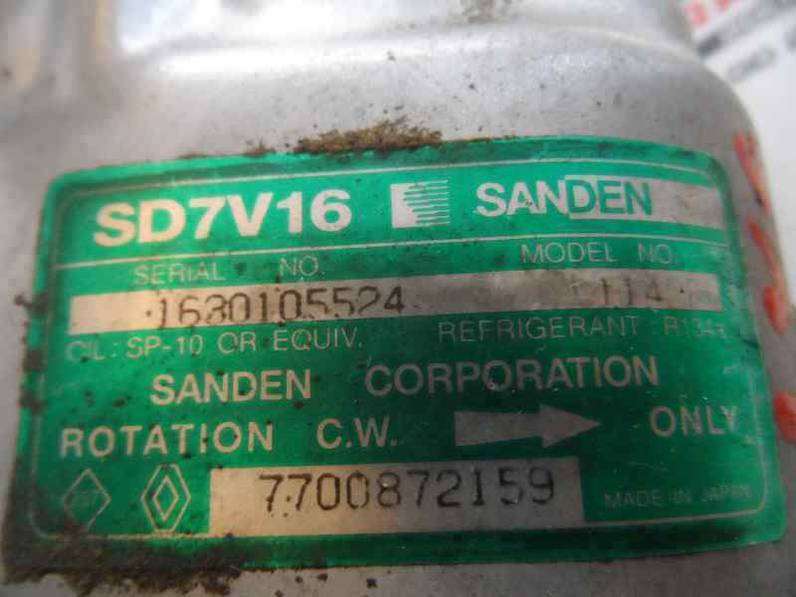 SD7V16 SANDEN
SERIAL NO. MODEL NO.
1630105524 1114
OIL: SP-10 OR EQUIV. REFRIGERANT: R134a
SANDEN CORPORATION
ROTATION C.W. ONLY
7700872159 MADE IN JAPAN